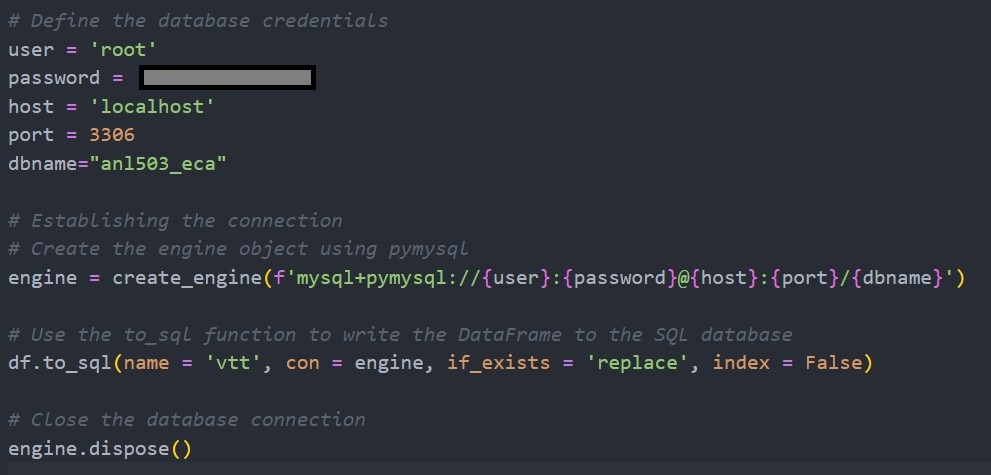 # Define the database credentials
user = 'root'
password =
host = 'localhost'
port = 3306
dbname="anl503_eca"
# Establishing the connection
# Create the engine object using pymysql
engine = create_engine(f'mysql+pymysql://{user}:{password}@{host}:{port}/{dbname}')
# Use the to_sql function to write the DataFrame to the SQL database
df.to_sql(name = 'vtt', con = engine, if_exists = 'replace', index = False)
# Close the database connection
engine.dispose()